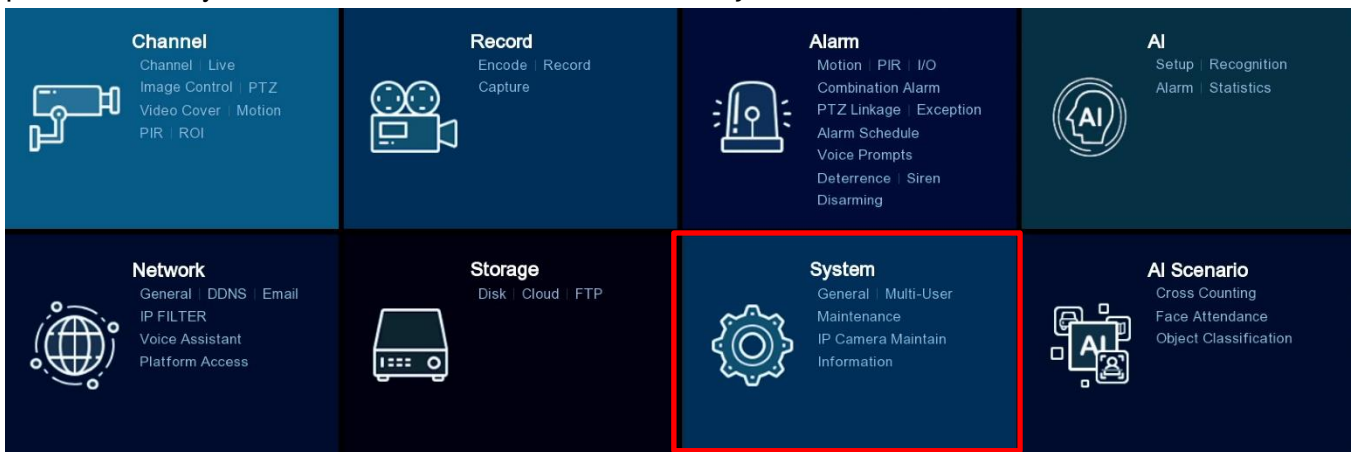 Channel
Channel | Live
Image Control | PTZ
Video Cover | Motion
PIR | ROI
Record
Encode | Record
Capture
Alarm
Motion | PIR | I/O
Combination Alarm
PTZ Linkage | Exception
Alarm Schedule
Voice Prompts
Deterrence | Siren
Disarming
AI
Setup | Recognition
Alarm | Statistics
AI
Network
General | DDNS | Email
IP FILTER
Voice Assistant
Platform Access
Storage
Disk | Cloud | FTP
System
General | Multi-User
Maintenance
IP Camera Maintain
Information
AI Scenario
Cross Counting
Face Attendance
Object Classification
AI